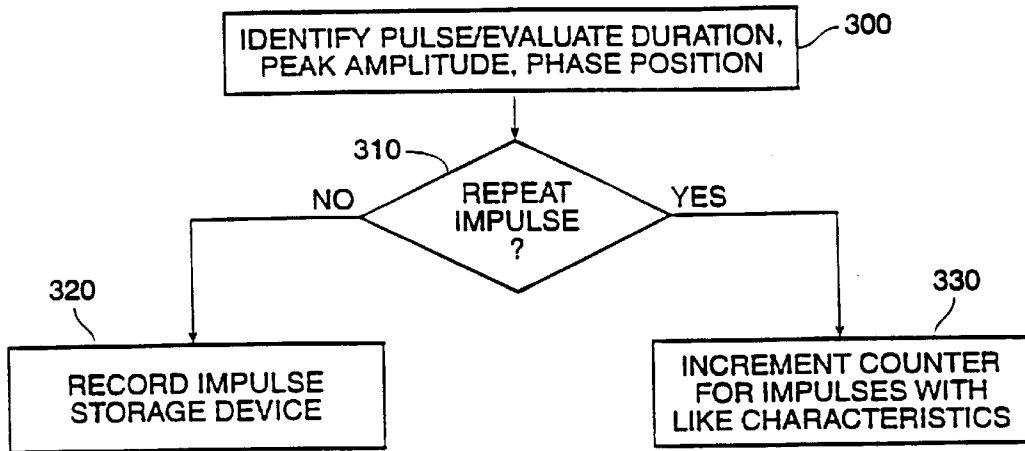 IDENTIFY PULSE/EVALUATE DURATION,
PEAK AMPLITUDE, PHASE POSITION
300
310
NO
REPEAT
IMPULSE
?
YES
320
330
RECORD IMPULSE
STORAGE DEVICE
INCREMENT COUNTER
FOR IMPULSES WITH
LIKE CHARACTERISTICS